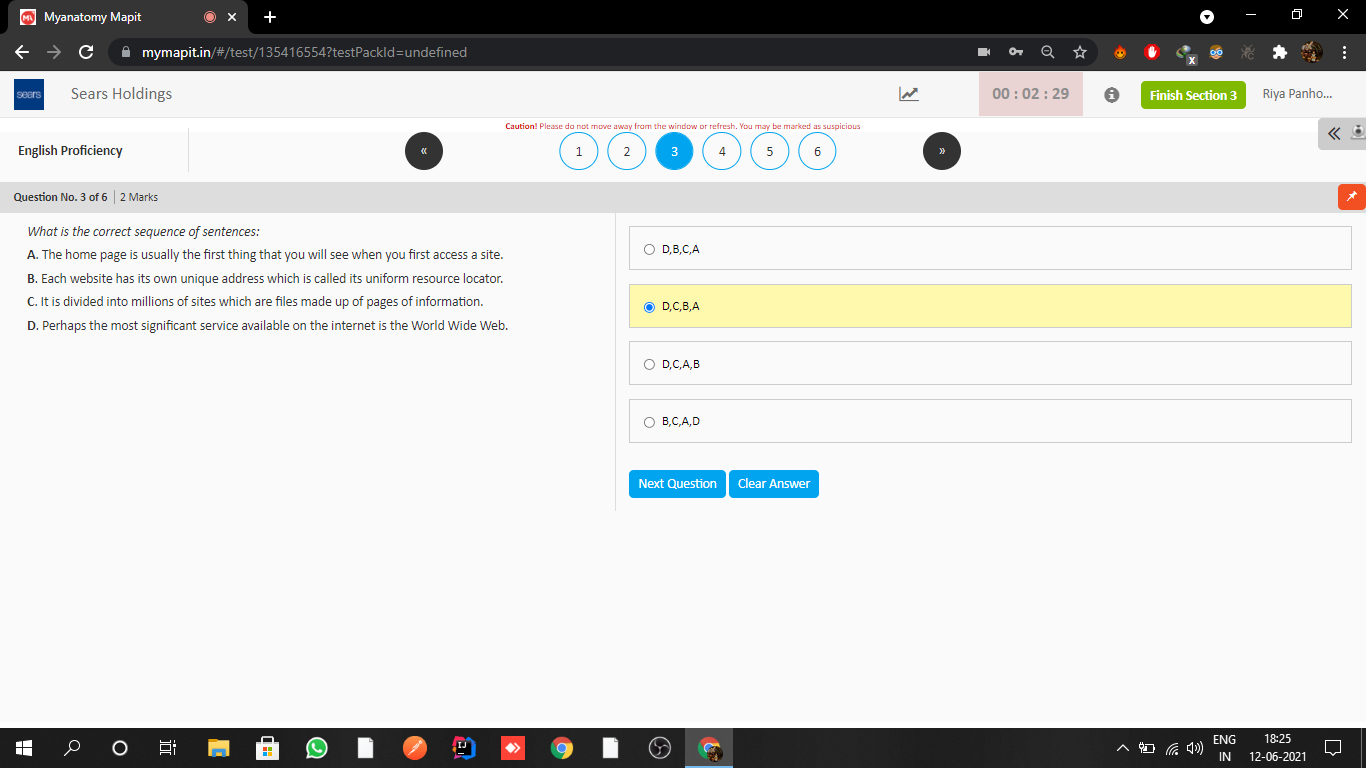 Myanatomy Mapit
mymapit.in/#/test/135416554?testPackId=undefined
sears
Sears Holdings
00 : 02 : 29
Finish Section 3
Riya Panho...
Caution! Please do not move away from the window or refresh. You may be marked as suspicious
English Proficiency
«
1
2
3
4
5
6
»
Question No. 3 of 6
2 Marks
What is the correct sequence of sentences:
A. The home page is usually the first thing that you will see when you first access a site.
B. Each website has its own unique address which is called its uniform resource locator.
C. It is divided into millions of sites which are files made up of pages of information.
D. Perhaps the most significant service available on the internet is the World Wide Web.
D,B,C,A
D,C,B,A
D,C,A,B
B,C,A,D
Next Question
Clear Answer
ENG
IN
18:25
12-06-2021